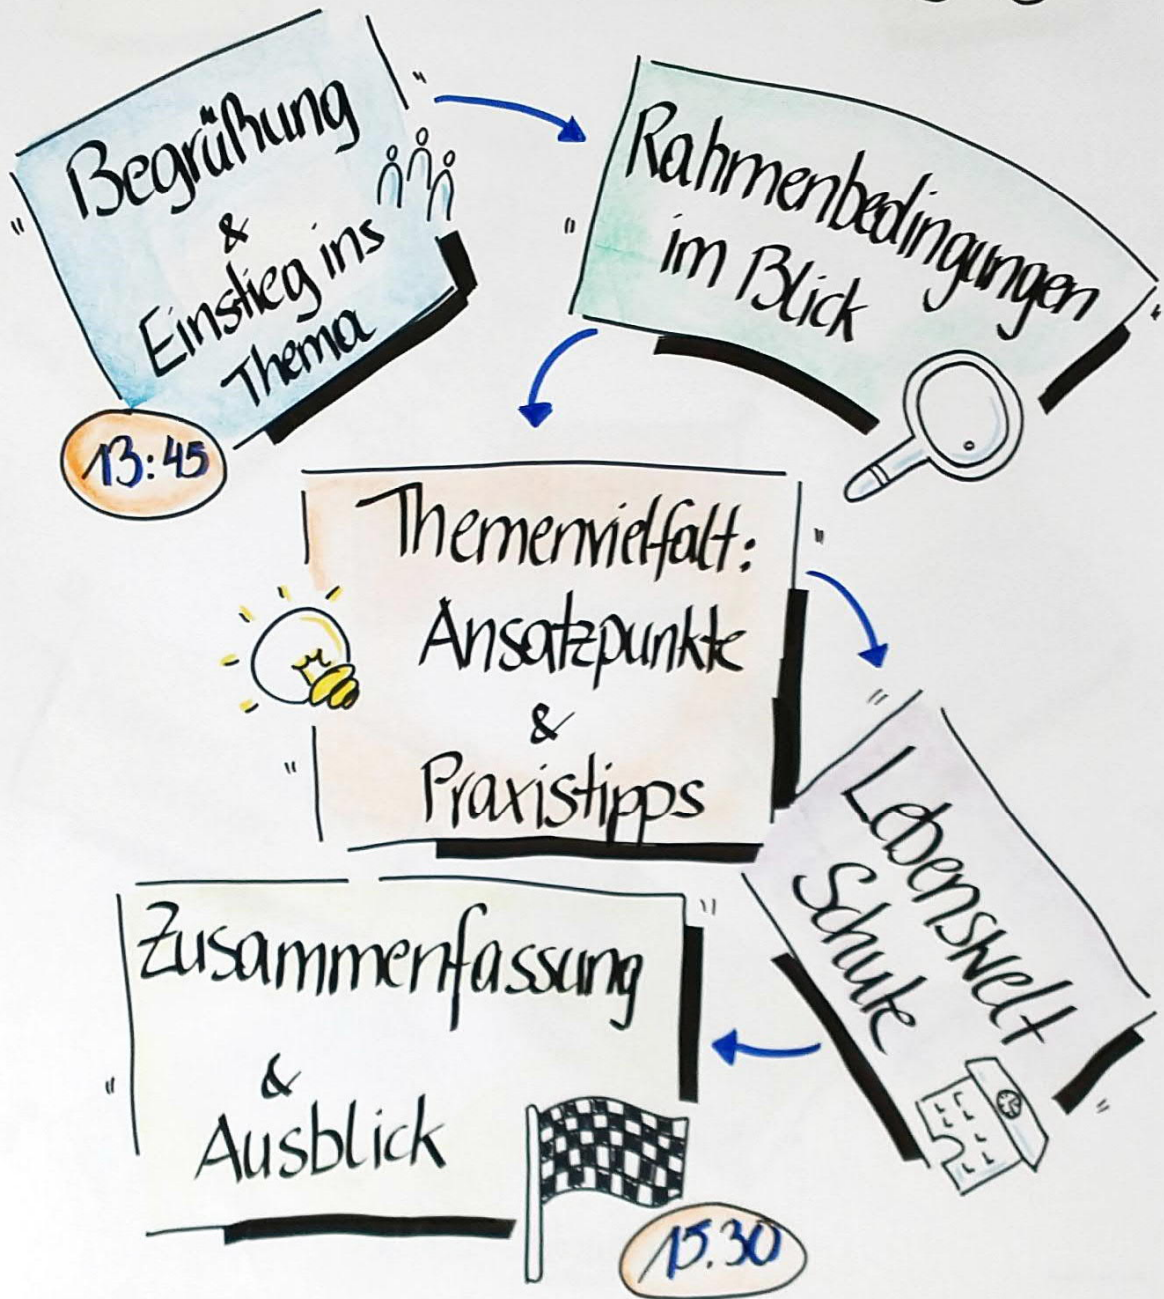 Begrüßung
&
Einstieg ins
Thema
13:45
Rahmenbedingungen
im Blick
Themenvielfalt:
Ansatzpunkte
&
Praxistipps
Lebenswelt
Schule
Zusammenfassung
&
Ausblick
15.30